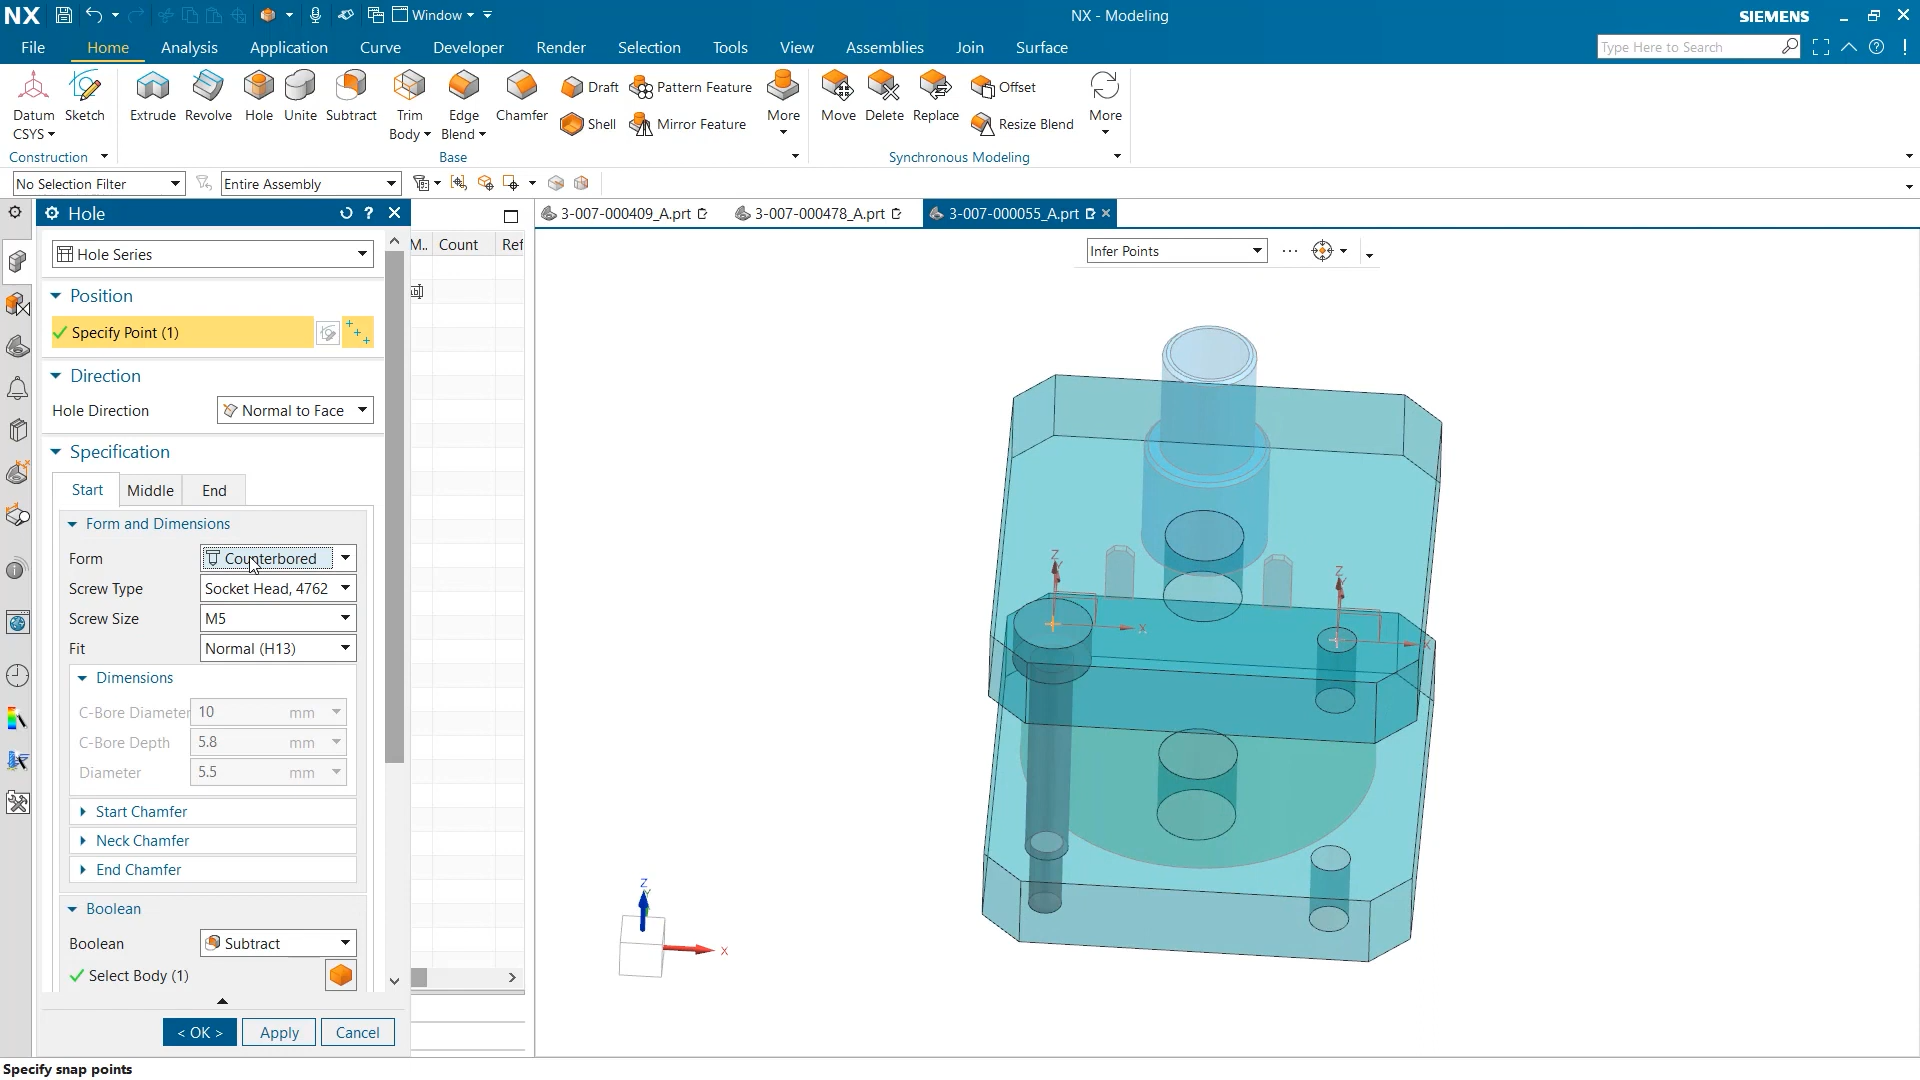 NX
Window
NX - Modeling
SIEMENS
File
Home
Analysis
Application
Curve
Developer
Render
Selection
Tools
View
Assemblies
Join
Surface
Type Here to Search
Datum
CSYS
Sketch
Extrude
Revolve
Hole
Unite
Subtract
Trim
Body
Edge
Blend
Chamfer
Draft
Shell
Pattern Feature
Mirror Feature
More
Move
Delete
Replace
Offset
Resize Blend
More
Construction
Base
Synchronous Modeling
No Selection Filter
Entire Assembly
Hole
3-007-000409_A.prt
3-007-000478_A.prt
3-007-000055_A.prt
M..
Count
Ref
Infer Points
Hole Series
Position
Specify Point (1)
Direction
Hole Direction
Normal to Face
Specification
Start
Middle
End
Form and Dimensions
Form
Counterbored
Screw Type
Socket Head, 4762
Screw Size
M5
Fit
Normal (H13)
Dimensions
C-Bore Diameter
10
mm
C-Bore Depth
5.8
mm
Diameter
5.5
mm
Start Chamfer
Neck Chamfer
End Chamfer
Boolean
Boolean
Subtract
Select Body (1)
< OK >
Apply
Cancel
Z
X
Z
X
Z
X
Specify snap points